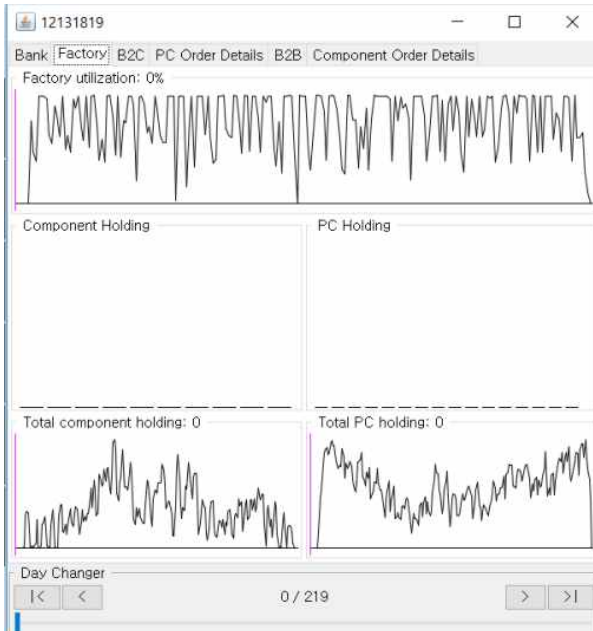 12131819
Bank Factory B2C PC Order Details B2B Component Order Details
Factory utilization: 0%
Component Holding PC Holding
Total component holding: 0 Total PC holding: 0
Day Changer
|< < 0 / 219 > >|